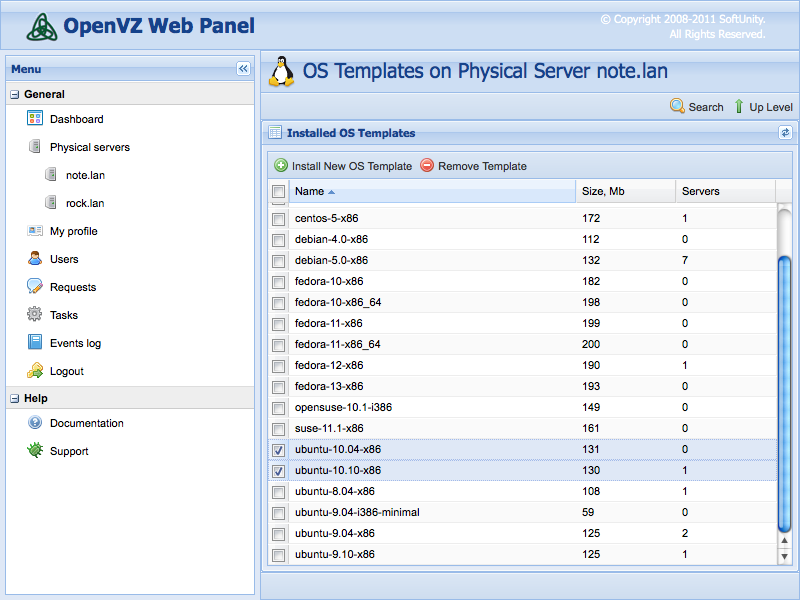 OpenVZ Web Panel
© Copyright 2008-2011 SoftUnity.
All Rights Reserved.
Menu
General
Dashboard
Physical servers
note.lan
rock.lan
My profile
Users
Requests
Tasks
Events log
Logout
Help
Documentation
Support
OS Templates on Physical Server note.lan
Search Up Level
Installed OS Templates
Install New OS Template Remove Template
Name Size, Mb Servers
centos-5-x86 172 1
debian-4.0-x86 112 0
debian-5.0-x86 132 7
fedora-10-x86 182 0
fedora-10-x86_64 198 0
fedora-11-x86 199 0
fedora-11-x86_64 200 0
fedora-12-x86 190 1
fedora-13-x86 193 0
opensuse-10.1-i386 149 0
suse-11.1-x86 161 0
ubuntu-10.04-x86 131 0
ubuntu-10.10-x86 130 1
ubuntu-8.04-x86 108 1
ubuntu-9.04-i386-minimal 59 0
ubuntu-9.04-x86 125 2
ubuntu-9.10-x86 125 1